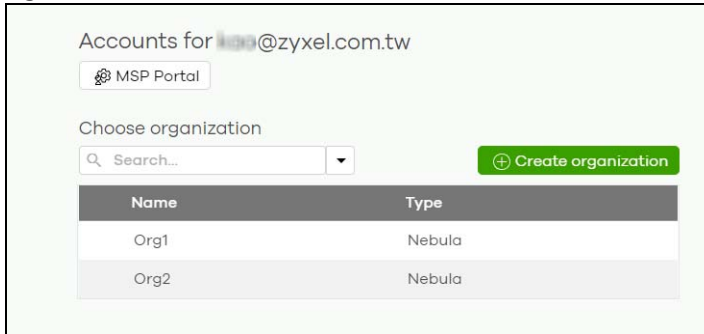 Accounts for @zyxel.com.tw
MSP Portal
Choose organization
Search...
Create organization
Name Type
Org1 Nebula
Org2 Nebula